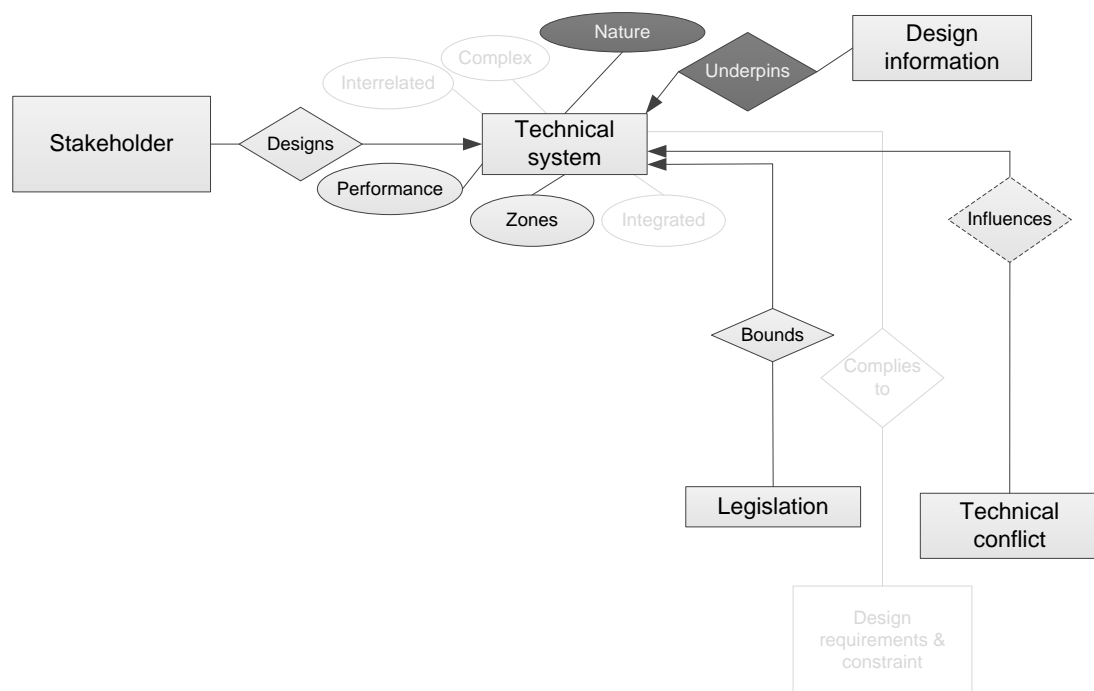 Nature
Design
information
Complex
Underpins
Interrelated
Stakeholder
Designs
Technical
system
Performance
Zones
Integrated
Influences
Bounds
Complies
to
Legislation
Technical
conflict
Design
requirements &
constraint